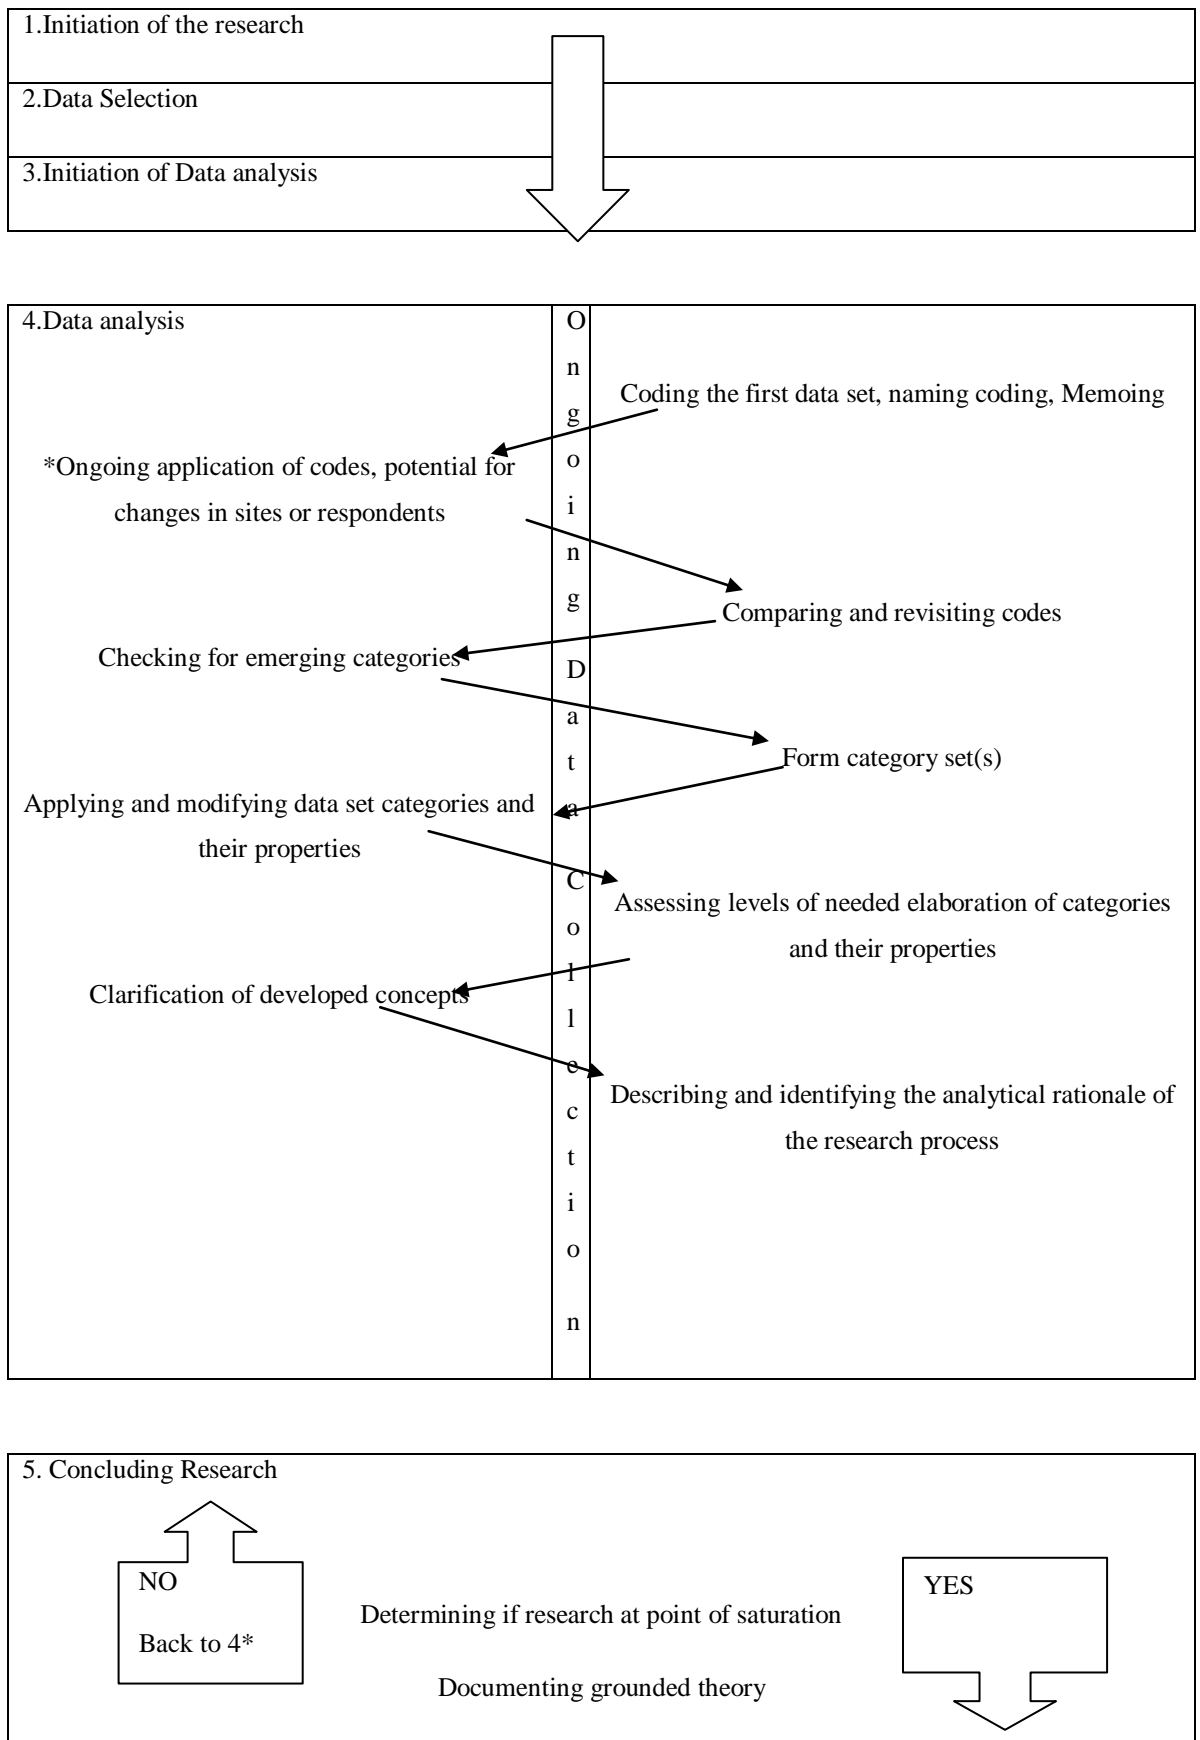 1.Initiation of the research
2.Data Selection
3.Initiation of Data analysis
4.Data analysis
Ongoing Data Collection
Coding the first data set, naming coding, Memoing
*Ongoing application of codes, potential for
changes in sites or respondents
Comparing and revisiting codes
Checking for emerging categories
Form category set(s)
Applying and modifying data set categories and
their properties
Assessing levels of needed elaboration of categories
and their properties
Clarification of developed concepts
Describing and identifying the analytical rationale of
the research process
5. Concluding Research
NO
Back to 4*
Determining if research at point of saturation
Documenting grounded theory
YES